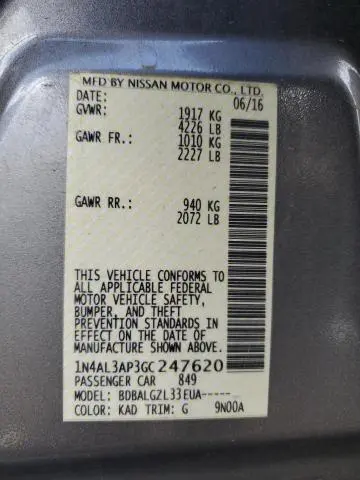 MFD BY NISSAN MOTOR CO., LTD.
DATE: 06/16
GVWR: 1917 KG
4226 LB
GAWR FR.: 1010 KG
2227 LB
GAWR RR.: 940 KG
2072 LB
THIS VEHICLE CONFORMS TO
ALL APPLICABLE FEDERAL
MOTOR VEHICLE SAFETY,
BUMPER, AND THEFT
PREVENTION STANDARDS
IN EFFECT ON THE DATE
OF MANUFACTURE SHOWN ABOVE.
1N4AL3AP3GC247620
PASSENGER CAR 849
MODEL: BDBALGZL33EUA-----
COLOR: KAD TRIM: G 9N00A